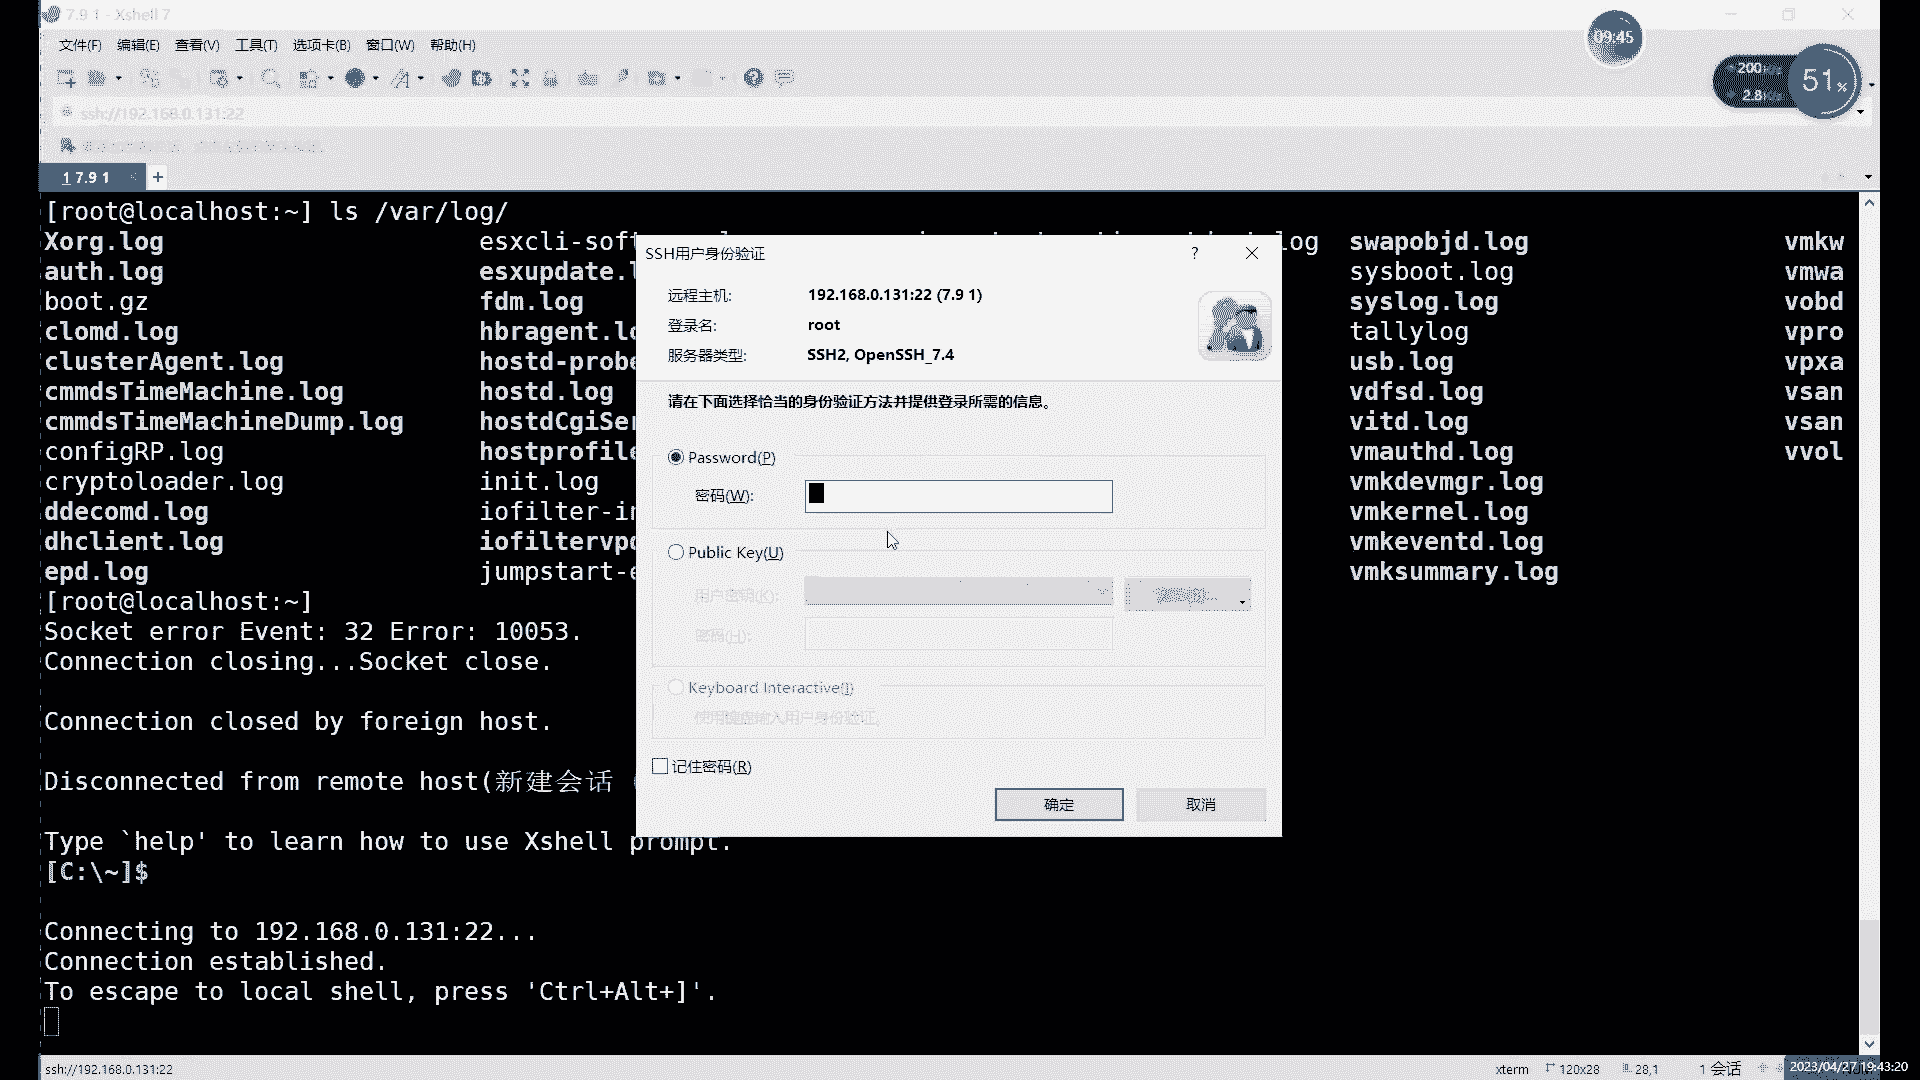 7.9 1 - Xshell 7
文件(F) 编辑(E) 查看(V) 工具(T) 选项卡(B) 窗口(W) 帮助(H)
09:45
200
2.8
51%
ssh://192.168.0.131:22
1 7.9 1
[root@localhost:~] ls /var/log/
Xorg.log esxcli-soft log swapobjd.log vmkw
auth.log esxupdate.l sysboot.log vmwa
boot.gz fdm.log syslog.log vobd
clomd.log hbragent.lo tallylog vpro
clusterAgent.log hostd-probe usb.log vpxa
cmmdsTimeMachine.log hostd.log vdfsd.log vsan
cmmdsTimeMachineDump.log hostdCgiSer vitd.log vsan
configRP.log hostprofile vmauthd.log vvol
cryptoloader.log init.log vmkdevmgr.log
ddecomd.log iofilter-in vmkernel.log
dhclient.log iofiltervpd vmkeventd.log
epd.log jumpstart-e vmksummary.log
[root@localhost:~]
Socket error Event: 32 Error: 10053.
Connection closing...Socket close.
Connection closed by foreign host.
Disconnected from remote host(新建会话
Type `help' to learn how to use Xshell prompt.
[C:\~]$
Connecting to 192.168.0.131:22...
Connection established.
To escape to local shell, press 'Ctrl+Alt+]'.
SSH用户身份验证 ?
远程主机: 192.168.0.131:22 (7.9 1)
登录名: root
服务器类型: SSH2, OpenSSH_7.4
请在下面选择恰当的身份验证方法并提供登录所需的信息。
Password(P)
密码(W):
Public Key(U)
用户密钥(K):
密码(H):
Keyboard Interactive(I)
使用键盘输入用户身份验证。
记住密码(R)
确定 取消
ssh://192.168.0.131:22 xterm 120x28 28,1 1 会话
2023/04/27 19:43:20